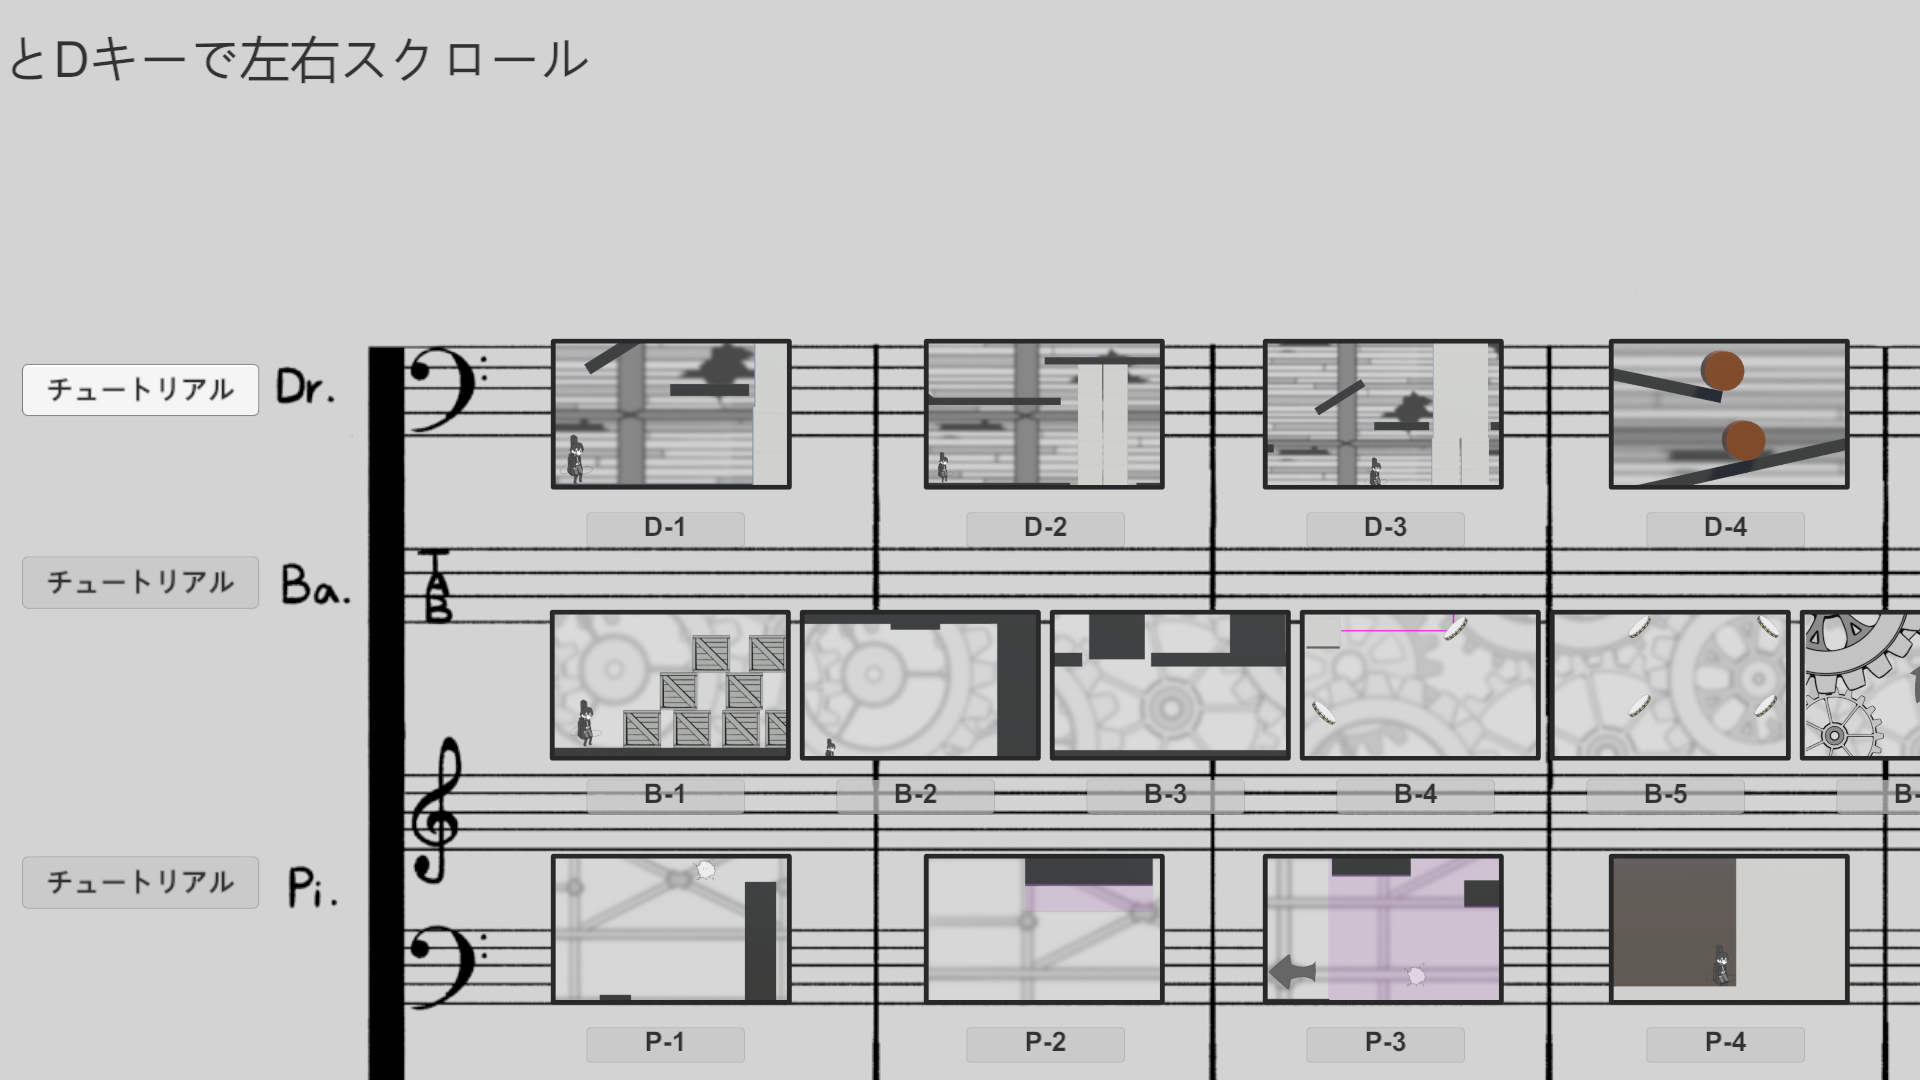 とDキーで左右スクロール
チュートリアル Dr.
D-1 D-2 D-3 D-4
チュートリアル Ba.
TAB
B-1 B-2 B-3 B-4 B-5 B-
チュートリアル Pi.
P-1 P-2 P-3 P-4